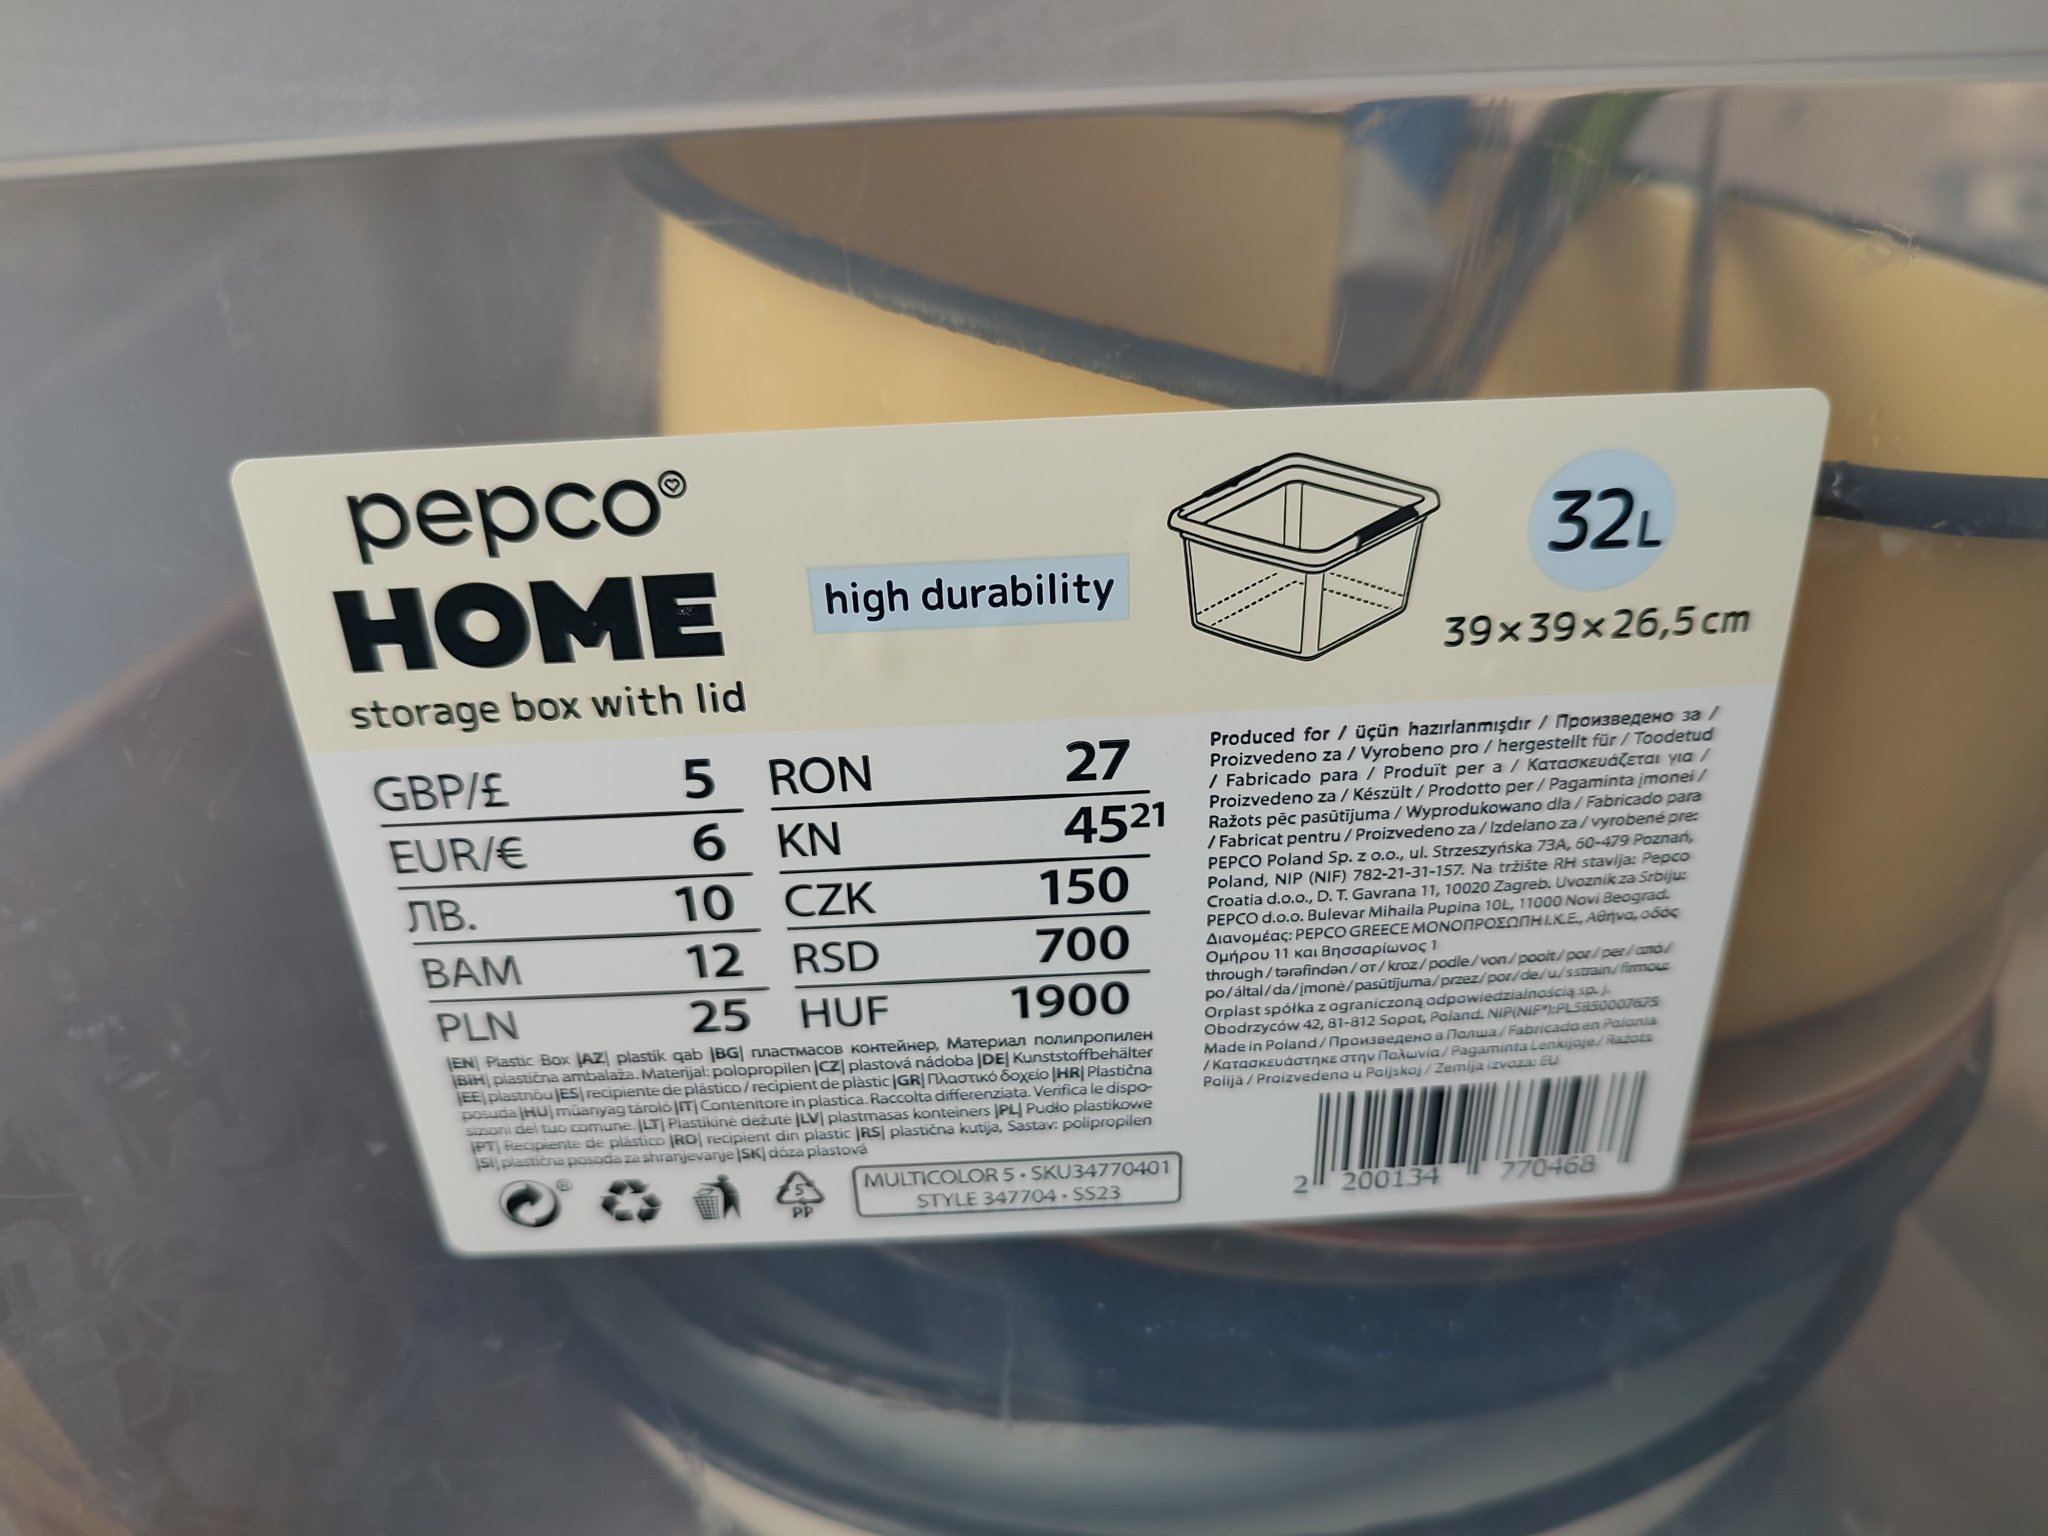 pepco
HOME
storage box with lid
high durability
32L
39×39×26,5cm
GBP/£ 5
EUR/€ 6
ЛВ. 10
BAM 12
PLN 25
RON 27
KN 45²¹
CZK 150
RSD 700
HUF 1900
|EN| Plastic Box |AZ| plastik qab |BG| пластмасов контейнер, Материал полипропилен
|BiH| plastična ambalaža. Materijal: polopropilen |CZ| plastová nádoba |DE| Kunststoffbehälter
|EE| plastnõu |ES| recipiente de plástico / recipient de plàstic |GR| Πλαστικό δοχείο |HR| Plastična
posuda |HU| műanyag tároló |IT| Contenitore in plastica. Raccolta differenziata. Verifica le dispo-
sizioni del tuo comune. |LT| Plastikinė dėžutė |LV| plastmasas konteiners |PL| Pudło plastikowe
|PT| Recipiente de plástico |RO| recipient din plastic |RS| plastična kutija, Sastav: polipropilen
|SI| plastična posoda za shranjevanje |SK| dóza plastová
5
PP
MULTICOLOR 5 • SKU34770401
STYLE 347704 • SS23
Produced for / üçün hazırlanmışdır / Произведено за /
Proizvedeno za / Vyrobeno pro / hergestellt für / Toodetud
/ Fabricado para / Produït per a / Κατασκευάζεται για /
Proizvedeno za / Készült / Prodotto per / Pagaminta įmonei /
Ražots pēc pasūtījuma / Wyprodukowano dla / Fabricado para
/ Fabricat pentru / Proizvedeno za / Izdelano za / vyrobené pre:
PEPCO Poland Sp. z o.o., ul. Strzeszyńska 73A, 60-479 Poznań,
Poland, NIP (NIF) 782-21-31-157. Na tržište RH stavlja: Pepco
Croatia d.o.o., D. T. Gavrana 11, 10020 Zagreb. Uvoznik za Srbiju:
PEPCO d.o.o. Bulevar Mihaila Pupina 10L, 11000 Novi Beograd.
Διανομέας: PEPCO GREECE ΜΟΝΟΠΡΟΣΩΠΗ Ι.Κ.Ε., Αθήνα, οδός
Ομήρου 11 και Βησσαρίωνος 1
through / tərəfindən / от / kroz / podle / von / poolt / por / per / από /
po / által / da / įmonė / pasūtījuma / przez / por / de / u / s strain / firmou:
Orplast spółka z ograniczoną odpowiedzialnością sp. j.
Obodrzyców 42, 81-812 Sopot, Poland. NIP(NIF*):PL5850007675
Made in Poland / Произведено в Полша / Fabricado en Polonia
/ Κατασκευάστηκε στην Πολωνία / Pagaminta Lenkijoje / Ražots
Polijā / Proizvedeno u Poljskoj / Zemlja izvoza: EU
2 200134 770468